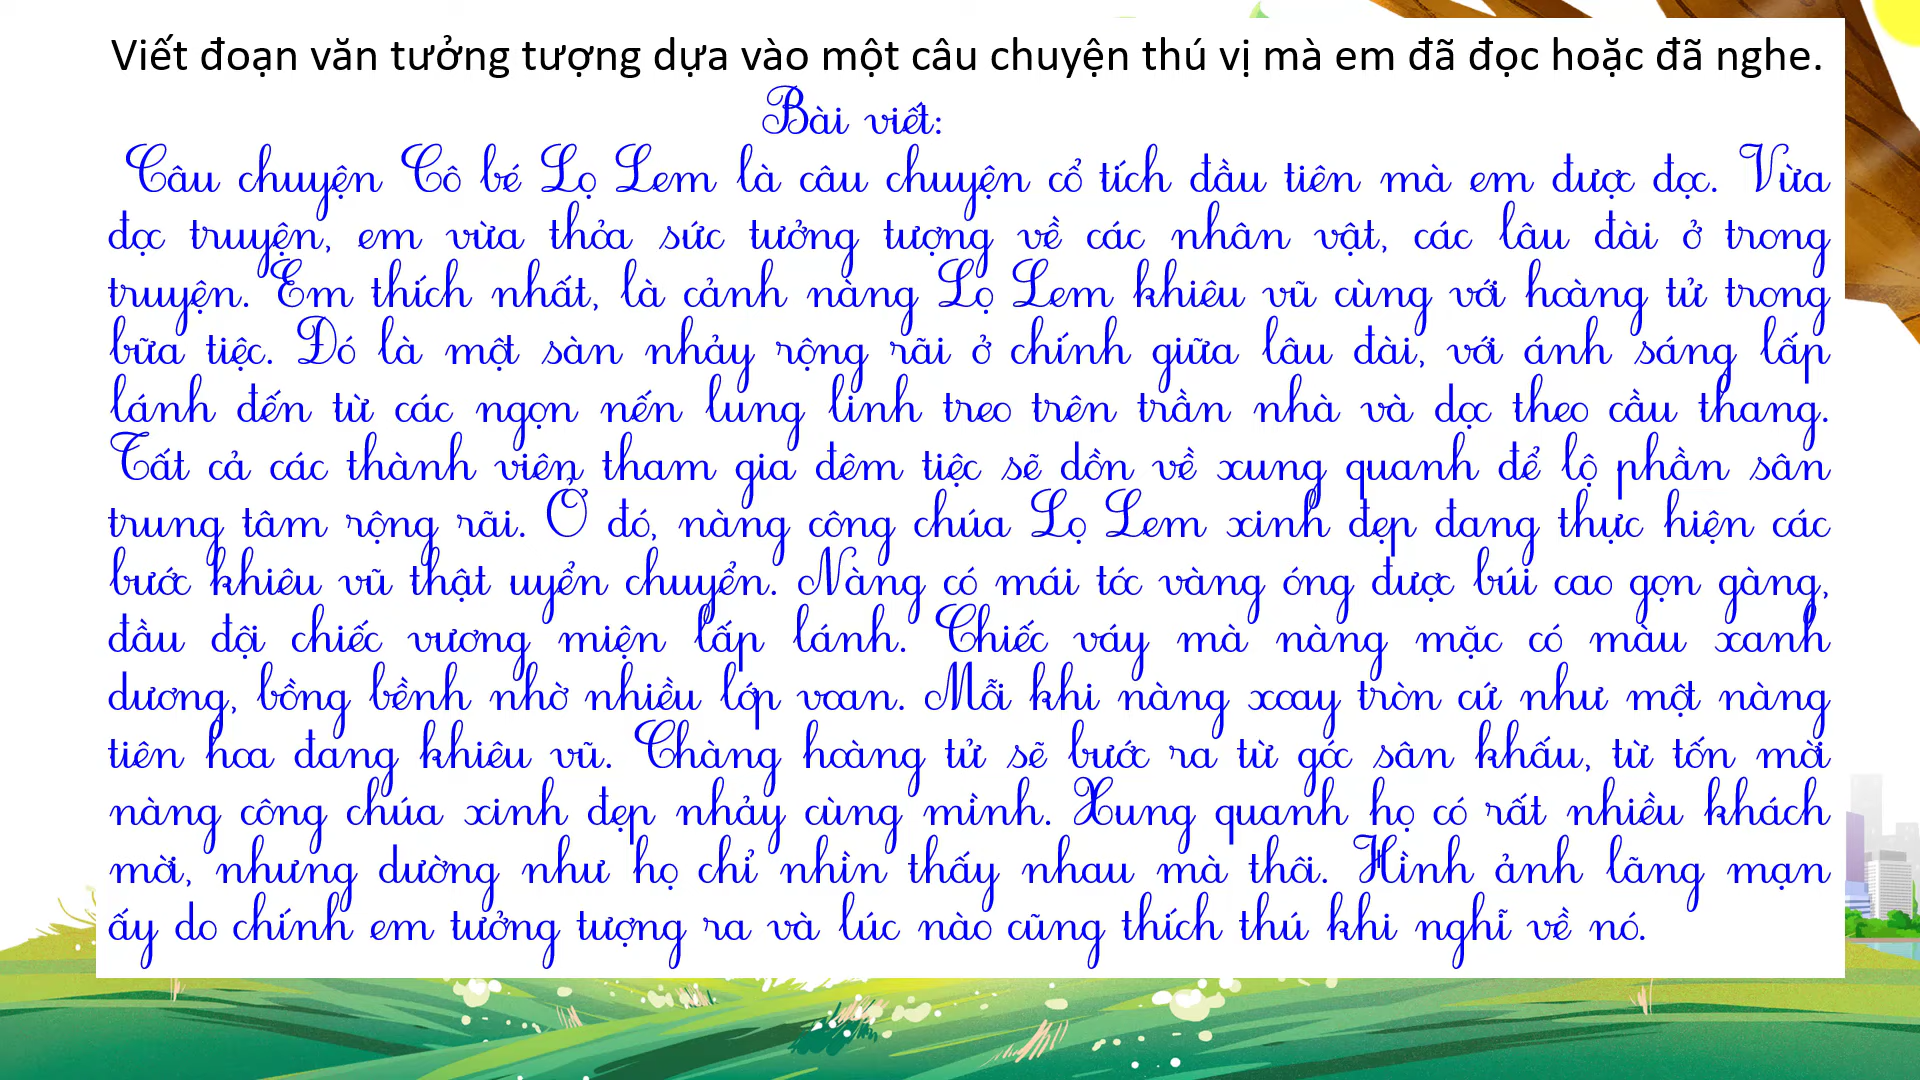 Viết đoạn văn tưởng tượng dựa vào một câu chuyện thú vị mà em đã đọc hoặc đã nghe.
Bài viết:
Câu chuyện Cô bé Lọ Lem là câu chuyện cổ tích đầu tiên mà em được đọc. Vừa
đọc truyện, em vừa thỏa sức tưởng tượng về các nhân vật, các lâu đài ở trong
truyện. Em thích nhất, là cảnh nàng Lọ Lem khiêu vũ cùng với hoàng tử trong
bữa tiệc. Đó là một sàn nhảy rộng rãi ở chính giữa lâu đài, với ánh sáng lấp
lánh đến từ các ngọn nến lung linh treo trên trần nhà và dọc theo cầu thang.
Tất cả các thành viên tham gia đêm tiệc sẽ dồn về xung quanh để lộ phần sân
trung tâm rộng rãi. Ở đó, nàng công chúa Lọ Lem xinh đẹp đang thực hiện các
bước khiêu vũ thật uyển chuyển. Nàng có mái tóc vàng óng được búi cao gọn gàng,
đầu đội chiếc vương miện lấp lánh. Chiếc váy mà nàng mặc có màu xanh
dương, bồng bềnh nhờ nhiều lớp voan. Mỗi khi nàng xoay tròn cứ như một nàng
tiên hoa đang khiêu vũ. Chàng hoàng tử sẽ bước ra từ góc sân khấu, từ tốn mời
nàng công chúa xinh đẹp nhảy cùng mình. Xung quanh họ có rất nhiều khách
mời, nhưng dường như họ chỉ nhìn thấy nhau mà thôi. Hình ảnh lãng mạn
ấy do chính em tưởng tượng ra và lúc nào cũng thích thú khi nghĩ về nó.